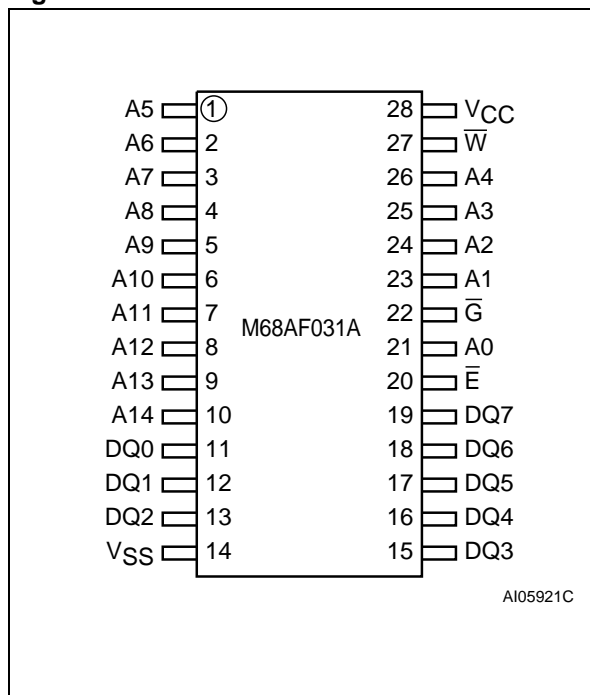 A5 1 28 VCC
A6 2 27 W̅
A7 3 26 A4
A8 4 25 A3
A9 5 24 A2
A10 6 23 A1
A11 7 22 G̅
M68AF031A
A12 8 21 A0
A13 9 20 E̅
A14 10 19 DQ7
DQ0 11 18 DQ6
DQ1 12 17 DQ5
DQ2 13 16 DQ4
VSS 14 15 DQ3
AI05921C